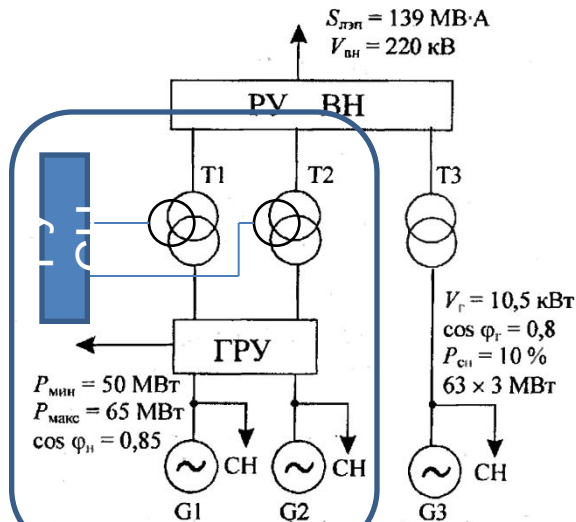 Sлэп = 139 МВ·А
Vвн = 220 кВ
РУ ВН
T1
T2
T3
РУ
СН
Vг = 10,5 кВт
cos φг = 0,8
Pсн = 10 %
63 × 3 МВт
ГРУ
Pмин = 50 МВт
Pмакс = 65 МВт
cos φн = 0,85
СН
СН
СН
G1
G2
G3